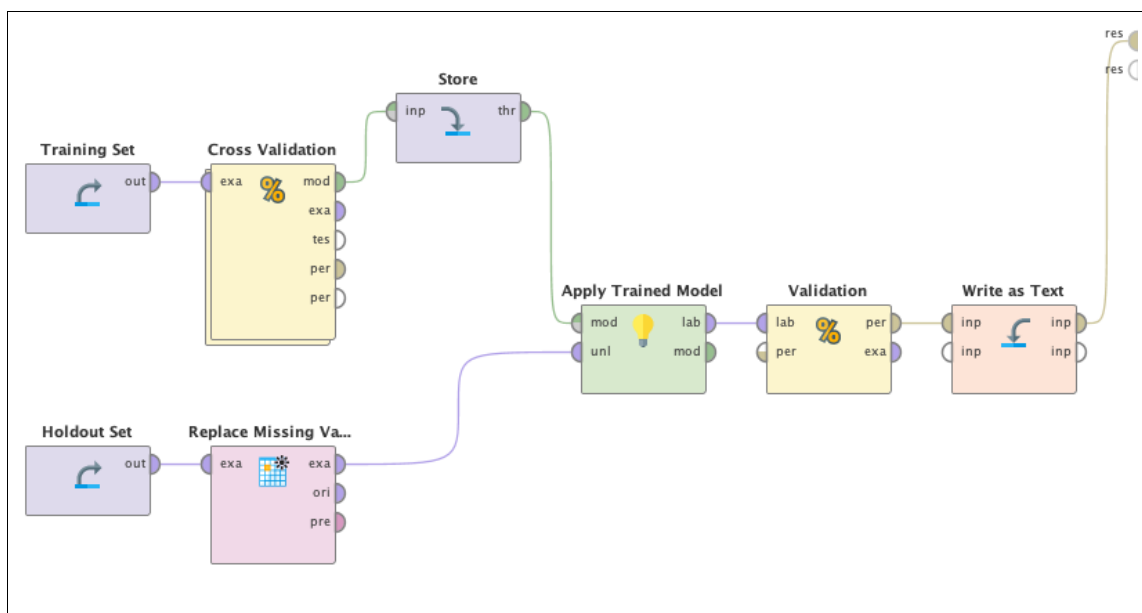 res
res
Store
inp thr
Training Set
out
Cross Validation
exa mod
exa
tes
per
per
Apply Trained Model
mod lab
unl mod
Validation
lab per
per exa
Write as Text
inp inp
inp inp
Holdout Set
out
Replace Missing Va...
exa exa
ori
pre